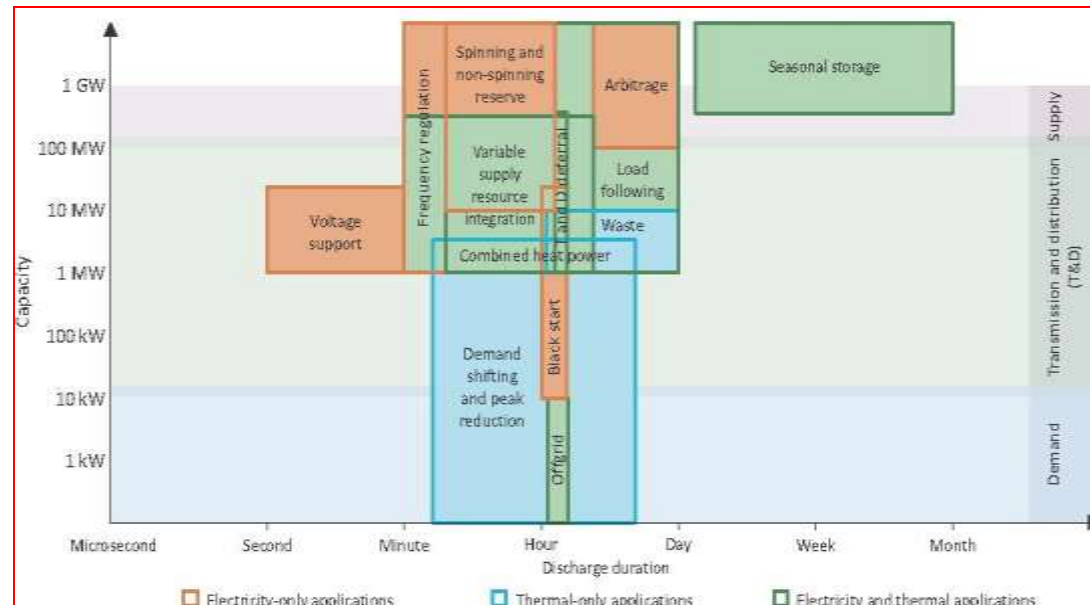 Spinning and
non-spinning
reserve
Seasonal storage
Arbitrage
1 GW
Supply
Frequency regulation
100 MW
Variable
supply
resource
integration
T and D deferral
Load
following
10 MW
Voltage
support
Waste
Transmission and distribution
(T&D)
Combined heat power
1 MW
Capacity
Black start
100 kW
Demand
shifting
and peak
reduction
10 kW
Offgrid
Demand
1 kW
Microsecond
Second
Minute
Hour
Day
Week
Month
Discharge duration
Electricity-only applications
Thermal-only applications
Electricity and thermal applications